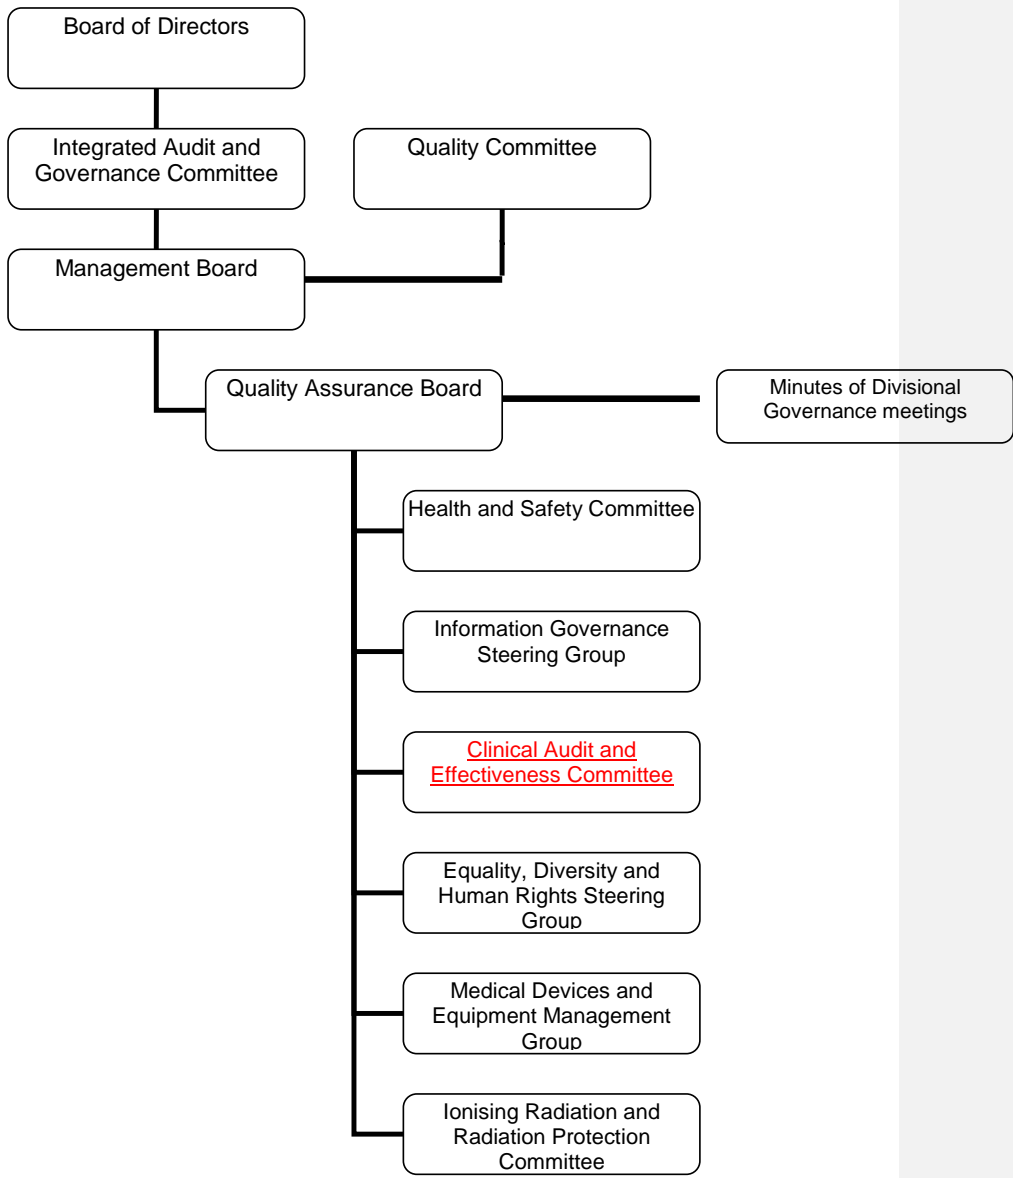 Board of Directors
Integrated Audit and
Governance Committee
Quality Committee
Management Board
Quality Assurance Board
Minutes of Divisional
Governance meetings
Health and Safety Committee
Information Governance
Steering Group
Clinical Audit and
Effectiveness Committee
Equality, Diversity and
Human Rights Steering
Group
Medical Devices and
Equipment Management
Group
Ionising Radiation and
Radiation Protection
Committee